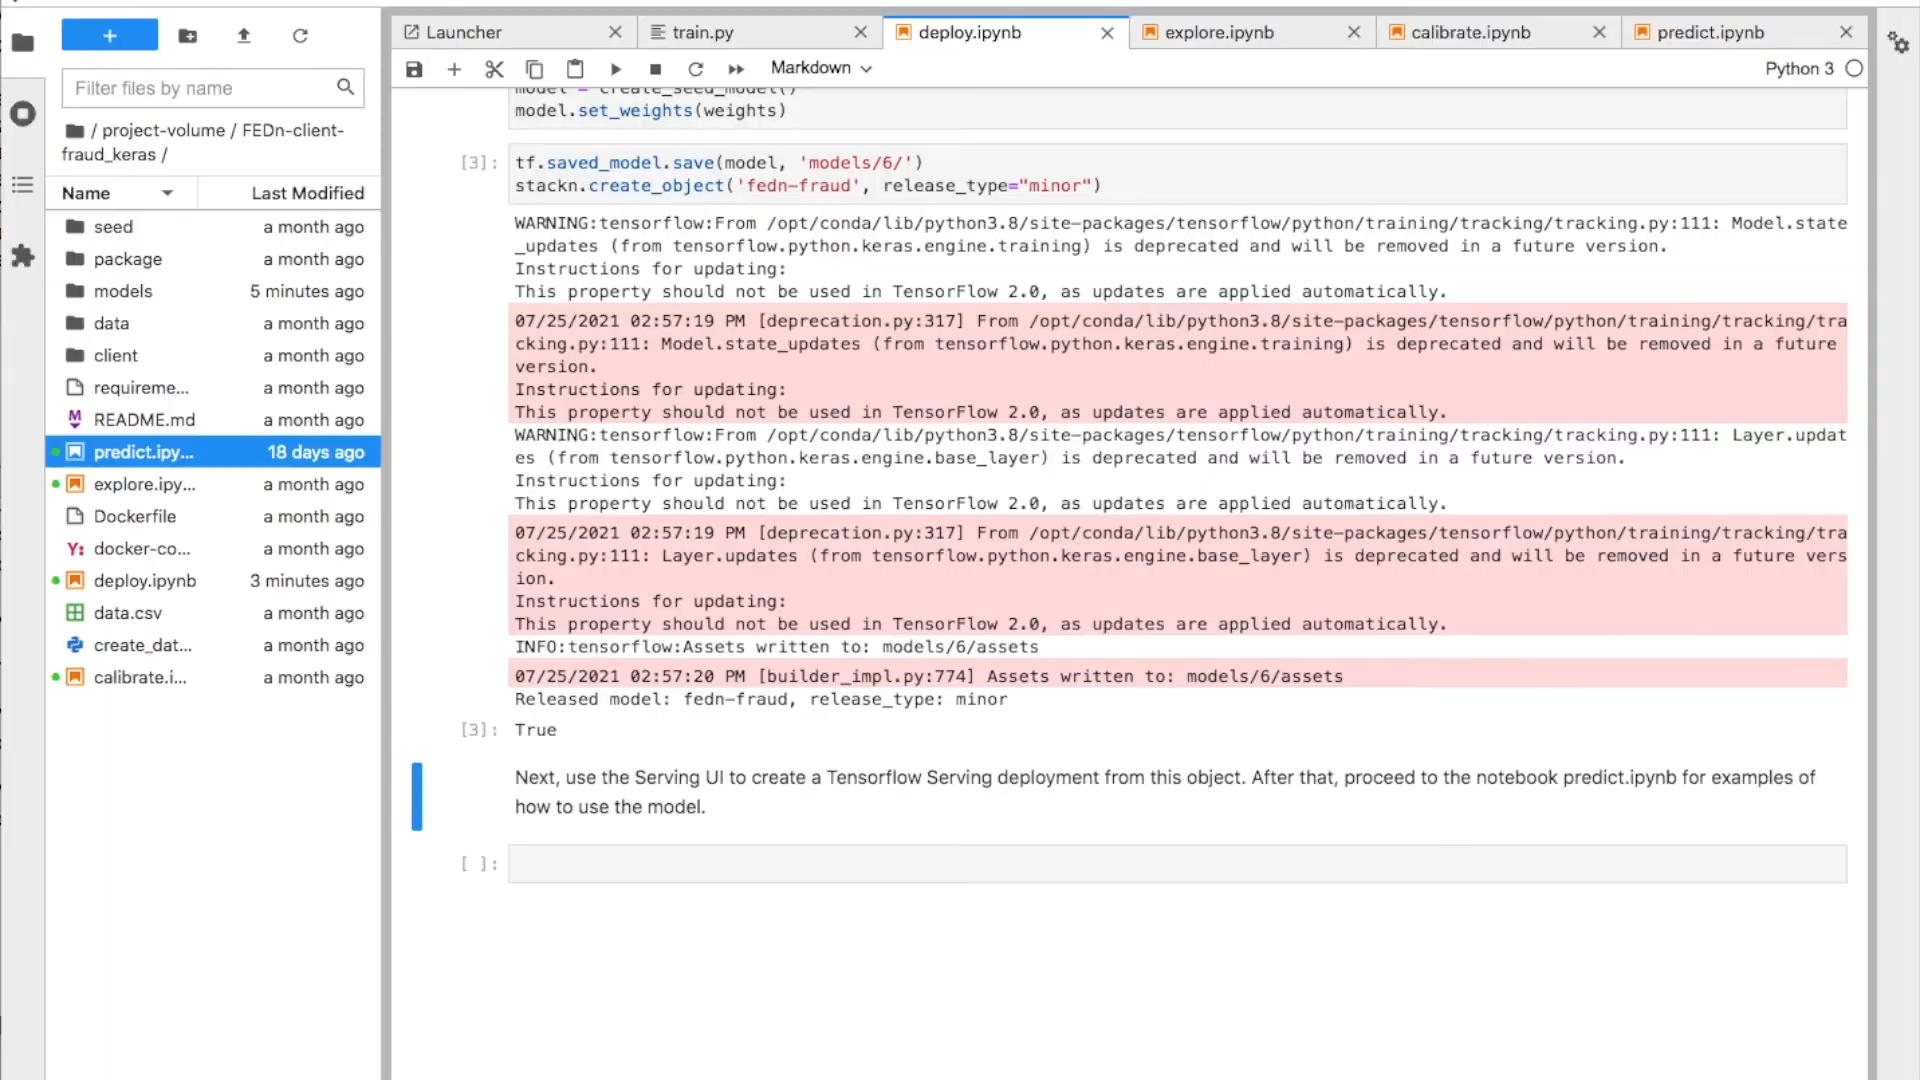 Launcher
train.py
deploy.ipynb
explore.ipynb
calibrate.ipynb
predict.ipynb
Markdown
Python 3
+
Filter files by name
/ project-volume / FEDn-client-
fraud_keras /
Name Last Modified
seed a month ago
package a month ago
models 5 minutes ago
data a month ago
client a month ago
requireme... a month ago
README.md a month ago
predict.ipy... 18 days ago
explore.ipy... a month ago
Dockerfile a month ago
docker-co... a month ago
deploy.ipynb 3 minutes ago
data.csv a month ago
create_dat... a month ago
calibrate.i... a month ago
model = create_seed_model()
model.set_weights(weights)
[3]: tf.saved_model.save(model, 'models/6/')
stackn.create_object('fedn-fraud', release_type="minor")
WARNING:tensorflow:From /opt/conda/lib/python3.8/site-packages/tensorflow/python/training/tracking/tracking.py:111: Model.state
_updates (from tensorflow.python.keras.engine.training) is deprecated and will be removed in a future version.
Instructions for updating:
This property should not be used in TensorFlow 2.0, as updates are applied automatically.
07/25/2021 02:57:19 PM [deprecation.py:317] From /opt/conda/lib/python3.8/site-packages/tensorflow/python/training/tracking/tra
cking.py:111: Model.state_updates (from tensorflow.python.keras.engine.training) is deprecated and will be removed in a future
version.
Instructions for updating:
This property should not be used in TensorFlow 2.0, as updates are applied automatically.
WARNING:tensorflow:From /opt/conda/lib/python3.8/site-packages/tensorflow/python/training/tracking/tracking.py:111: Layer.updat
es (from tensorflow.python.keras.engine.base_layer) is deprecated and will be removed in a future version.
Instructions for updating:
This property should not be used in TensorFlow 2.0, as updates are applied automatically.
07/25/2021 02:57:19 PM [deprecation.py:317] From /opt/conda/lib/python3.8/site-packages/tensorflow/python/training/tracking/tra
cking.py:111: Layer.updates (from tensorflow.python.keras.engine.base_layer) is deprecated and will be removed in a future vers
ion.
Instructions for updating:
This property should not be used in TensorFlow 2.0, as updates are applied automatically.
INFO:tensorflow:Assets written to: models/6/assets
07/25/2021 02:57:20 PM [builder_impl.py:774] Assets written to: models/6/assets
Released model: fedn-fraud, release_type: minor
[3]: True
Next, use the Serving UI to create a Tensorflow Serving deployment from this object. After that, proceed to the notebook predict.ipynb for examples of
how to use the model.
[ ]: